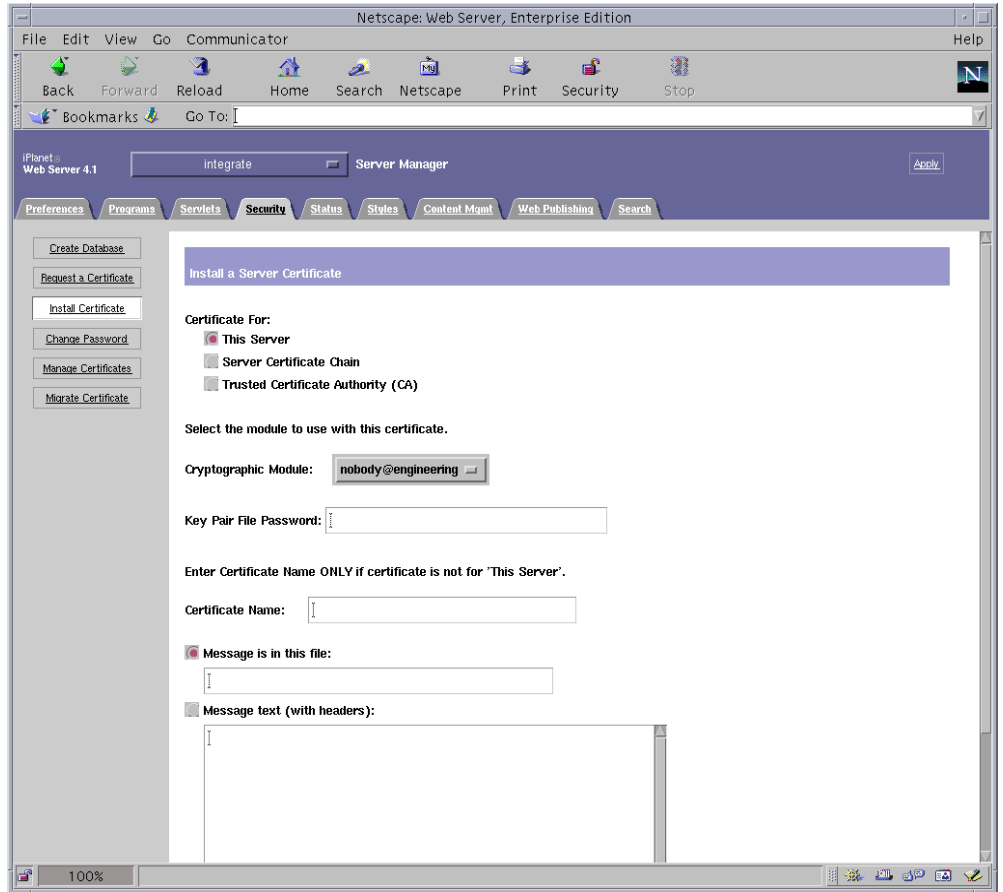 Netscape: Web Server, Enterprise Edition
File Edit View Go Communicator Help
Back Forward Reload Home Search Netscape Print Security Stop
My
N
Bookmarks Go To:
iPlanet
Web Server 4.1
integrate
Server Manager
Apply
Preferences Programs Servlets Security Status Styles Content Mgmt Web Publishing Search
Create Database
Request a Certificate
Install Certificate
Change Password
Manage Certificates
Migrate Certificate
Install a Server Certificate
Certificate For:
This Server
Server Certificate Chain
Trusted Certificate Authority (CA)
Select the module to use with this certificate.
Cryptographic Module: nobody@engineering
Key Pair File Password:
Enter Certificate Name ONLY if certificate is not for 'This Server'.
Certificate Name:
Message is in this file:
Message text (with headers):
100%